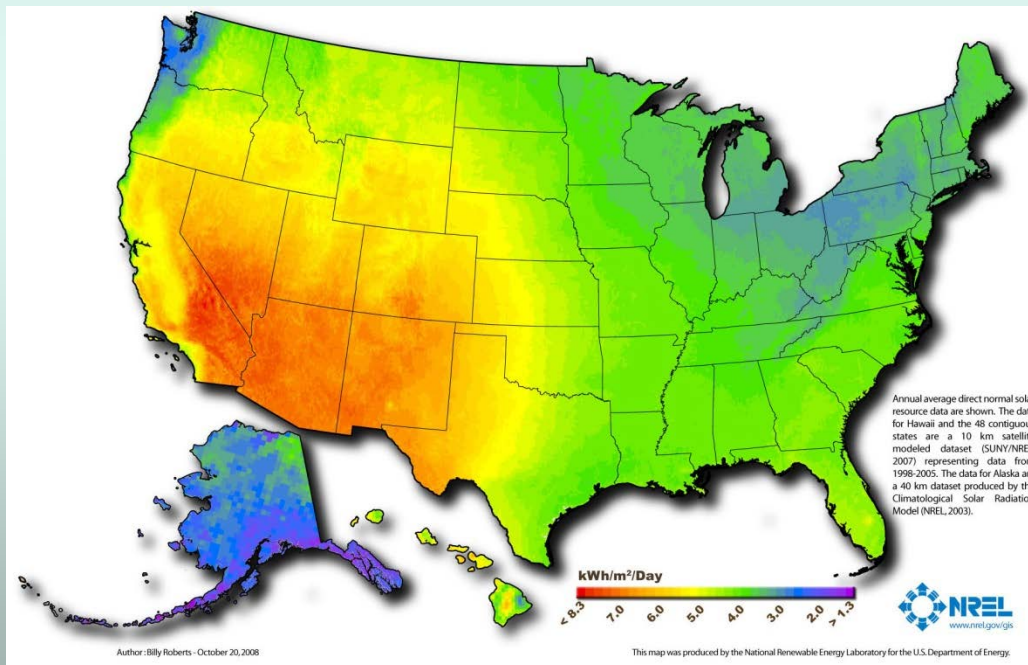 Annual average direct normal sola
resource data are shown. The dat
for Hawaii and the 48 contiguou
states are a 10 km satellit
modeled dataset (SUNY/NREL
2007) representing data from
1998-2005. The data for Alaska ar
a 40 km dataset produced by th
Climatological Solar Radiatio
Model (NREL, 2003).
kWh/m²/Day
< 8.3 7.0 6.0 5.0 4.0 3.0 2.0 > 1.3
NREL
www.nrel.gov/gis
Author : Billy Roberts - October 20, 2008
This map was produced by the National Renewable Energy Laboratory for the U.S. Department of Energy.